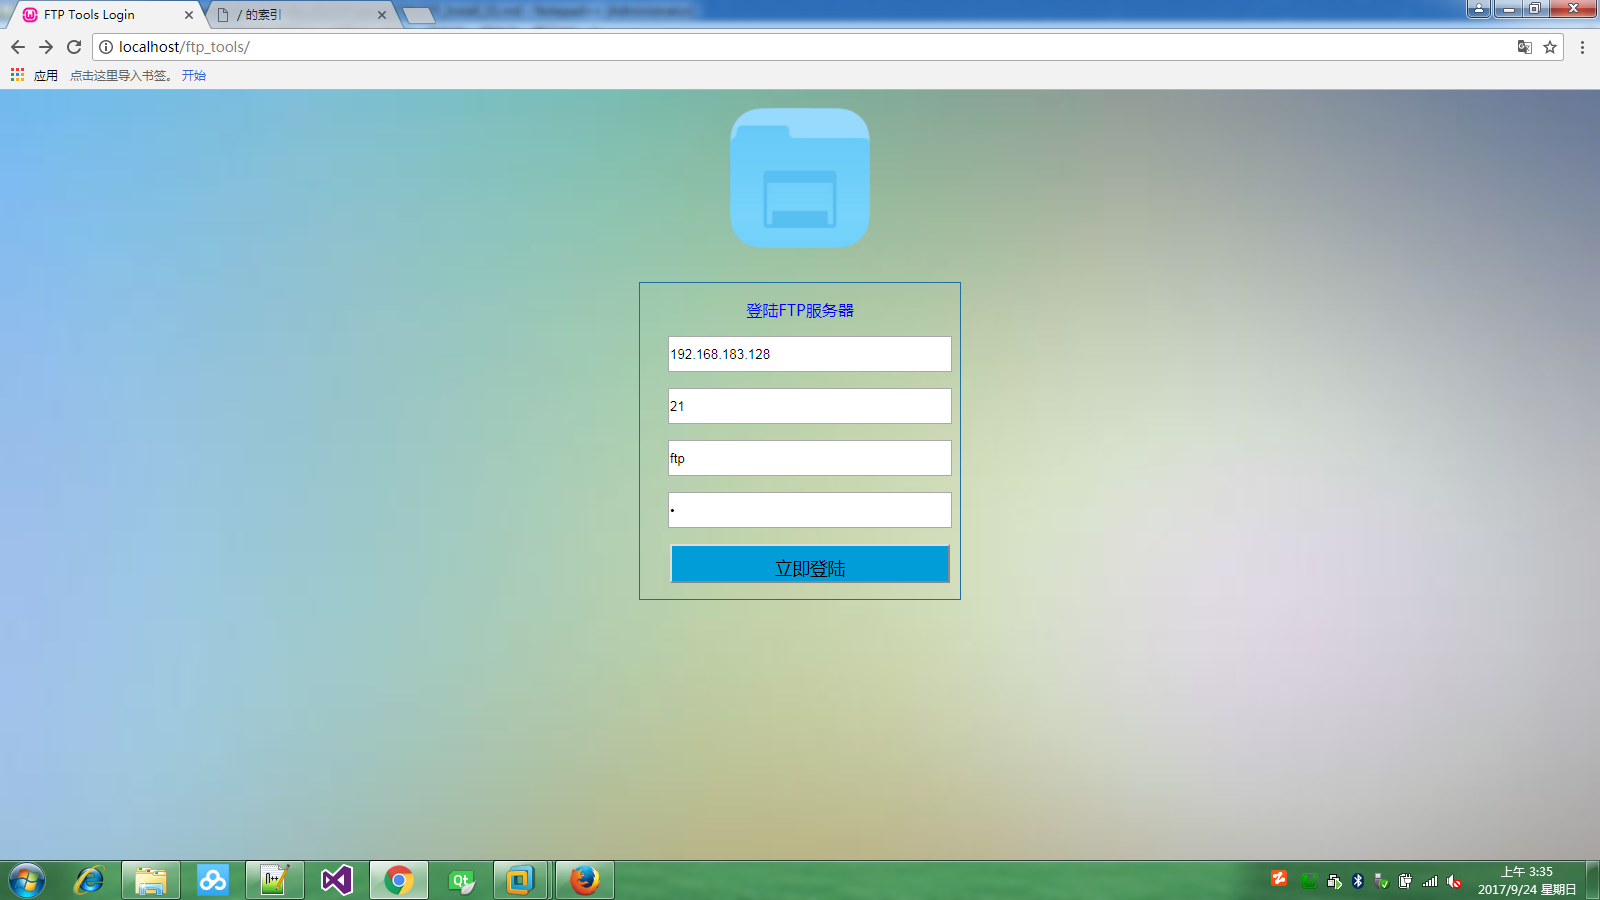 FTP Tools Login
/ 的索引
localhost/ftp_tools/
应用 点击这里导入书签。 开始
登陆FTP服务器
192.168.183.128
21
ftp
•
立即登陆
上午 3:35
2017/9/24 星期日